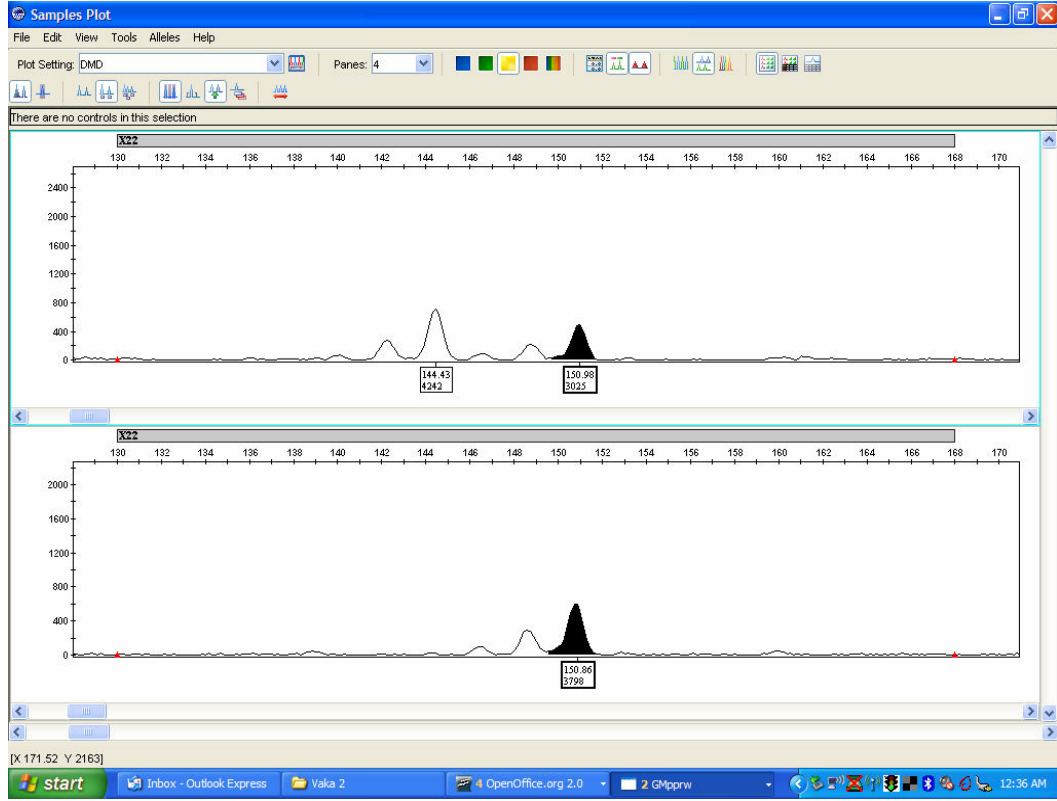 Samples Plot
File Edit View Tools Alleles Help
Plot Setting: DMD Panes: 4
There are no controls in this selection
X22
130 132 134 136 138 140 142 144 146 148 150 152 154 156 158 160 162 164 166 168 170
2400
2000
1600
1200
800
400
0
144.43 150.98
4242 3025
X22
130 132 134 136 138 140 142 144 146 148 150 152 154 156 158 160 162 164 166 168 170
2000
1600
1200
800
400
0
150.86
3798
[X 171.52 Y 2163]
start Inbox - Outlook Express Vaka 2 4 OpenOffice.org 2.0 2 GMpprw 12:36 AM